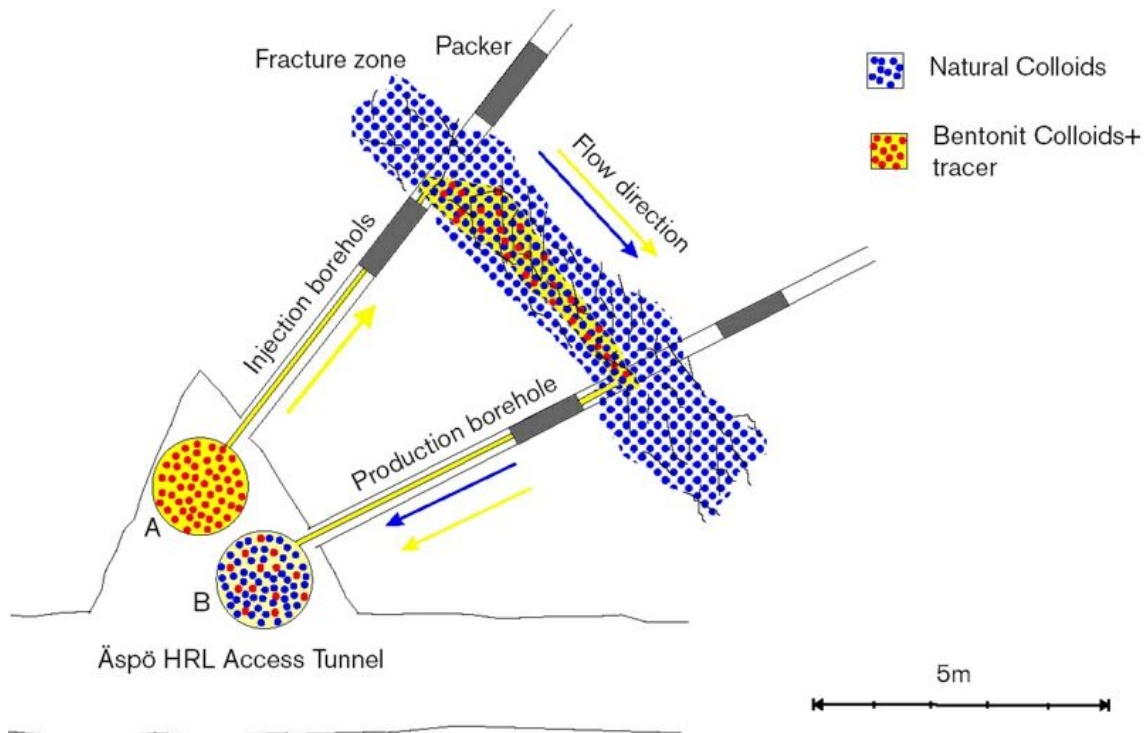 Packer
Fracture zone
Natural Colloids
Bentonit Colloids+
tracer
Flow direction
Injection borehols
Production borehole
A
B
Äspö HRL Access Tunnel
5m